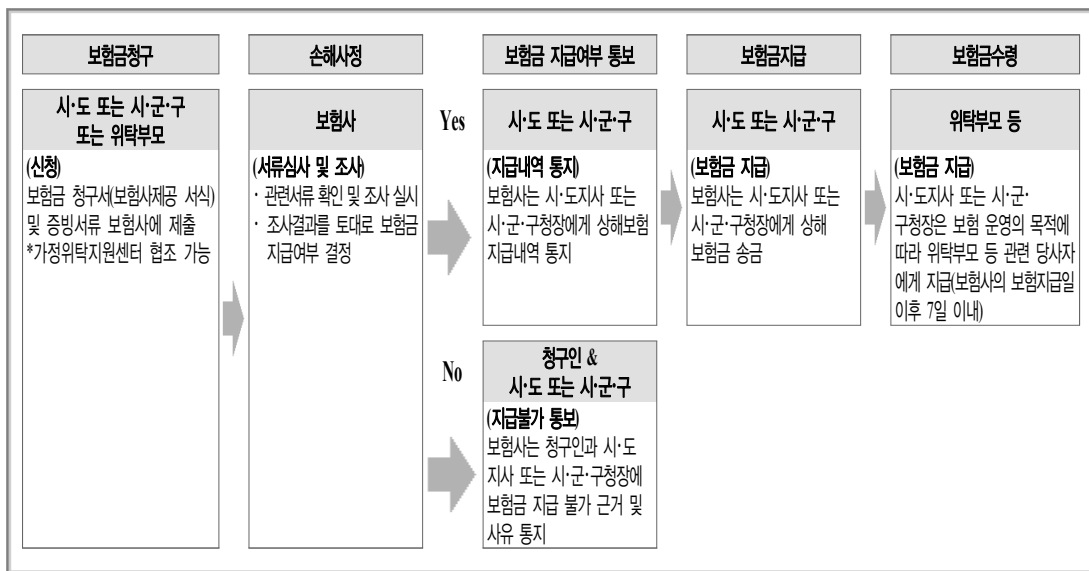 보험금청구
시·도 또는 시·군·구
또는 위탁부모
(신청)
보험금 청구서(보험사제공 서식)
및 증빙서류 보험사에 제출
*가정위탁지원센터 협조 가능
손해사정
보험사
(서류심사 및 조사)
· 관련서류 확인 및 조사 실시
· 조사결과를 토대로 보험금
지급여부 결정
Yes
No
보험금 지급여부 통보
시·도 또는 시·군·구
(지급내역 통지)
보험사는 시·도지사 또는
시·군·구청장에게 상해보험
지급내역 통지
청구인 &
시·도 또는 시·군·구
(지급불가 통보)
보험사는 청구인과 시·도
지사 또는 시·군·구청장에
보험금 지급 불가 근거 및
사유 통지
보험금지급
시·도 또는 시·군·구
(보험금 지급)
보험사는 시·도지사 또는
시·군·구청장에게 상해
보험금 송금
보험금수령
위탁부모 등
(보험금 지급)
시·도지사 또는 시·군·
구청장은 보험 운영의 목적에
따라 위탁부모 등 관련 당사자
에게 지급(보험사의 보험지급일
이후 7일 이내)